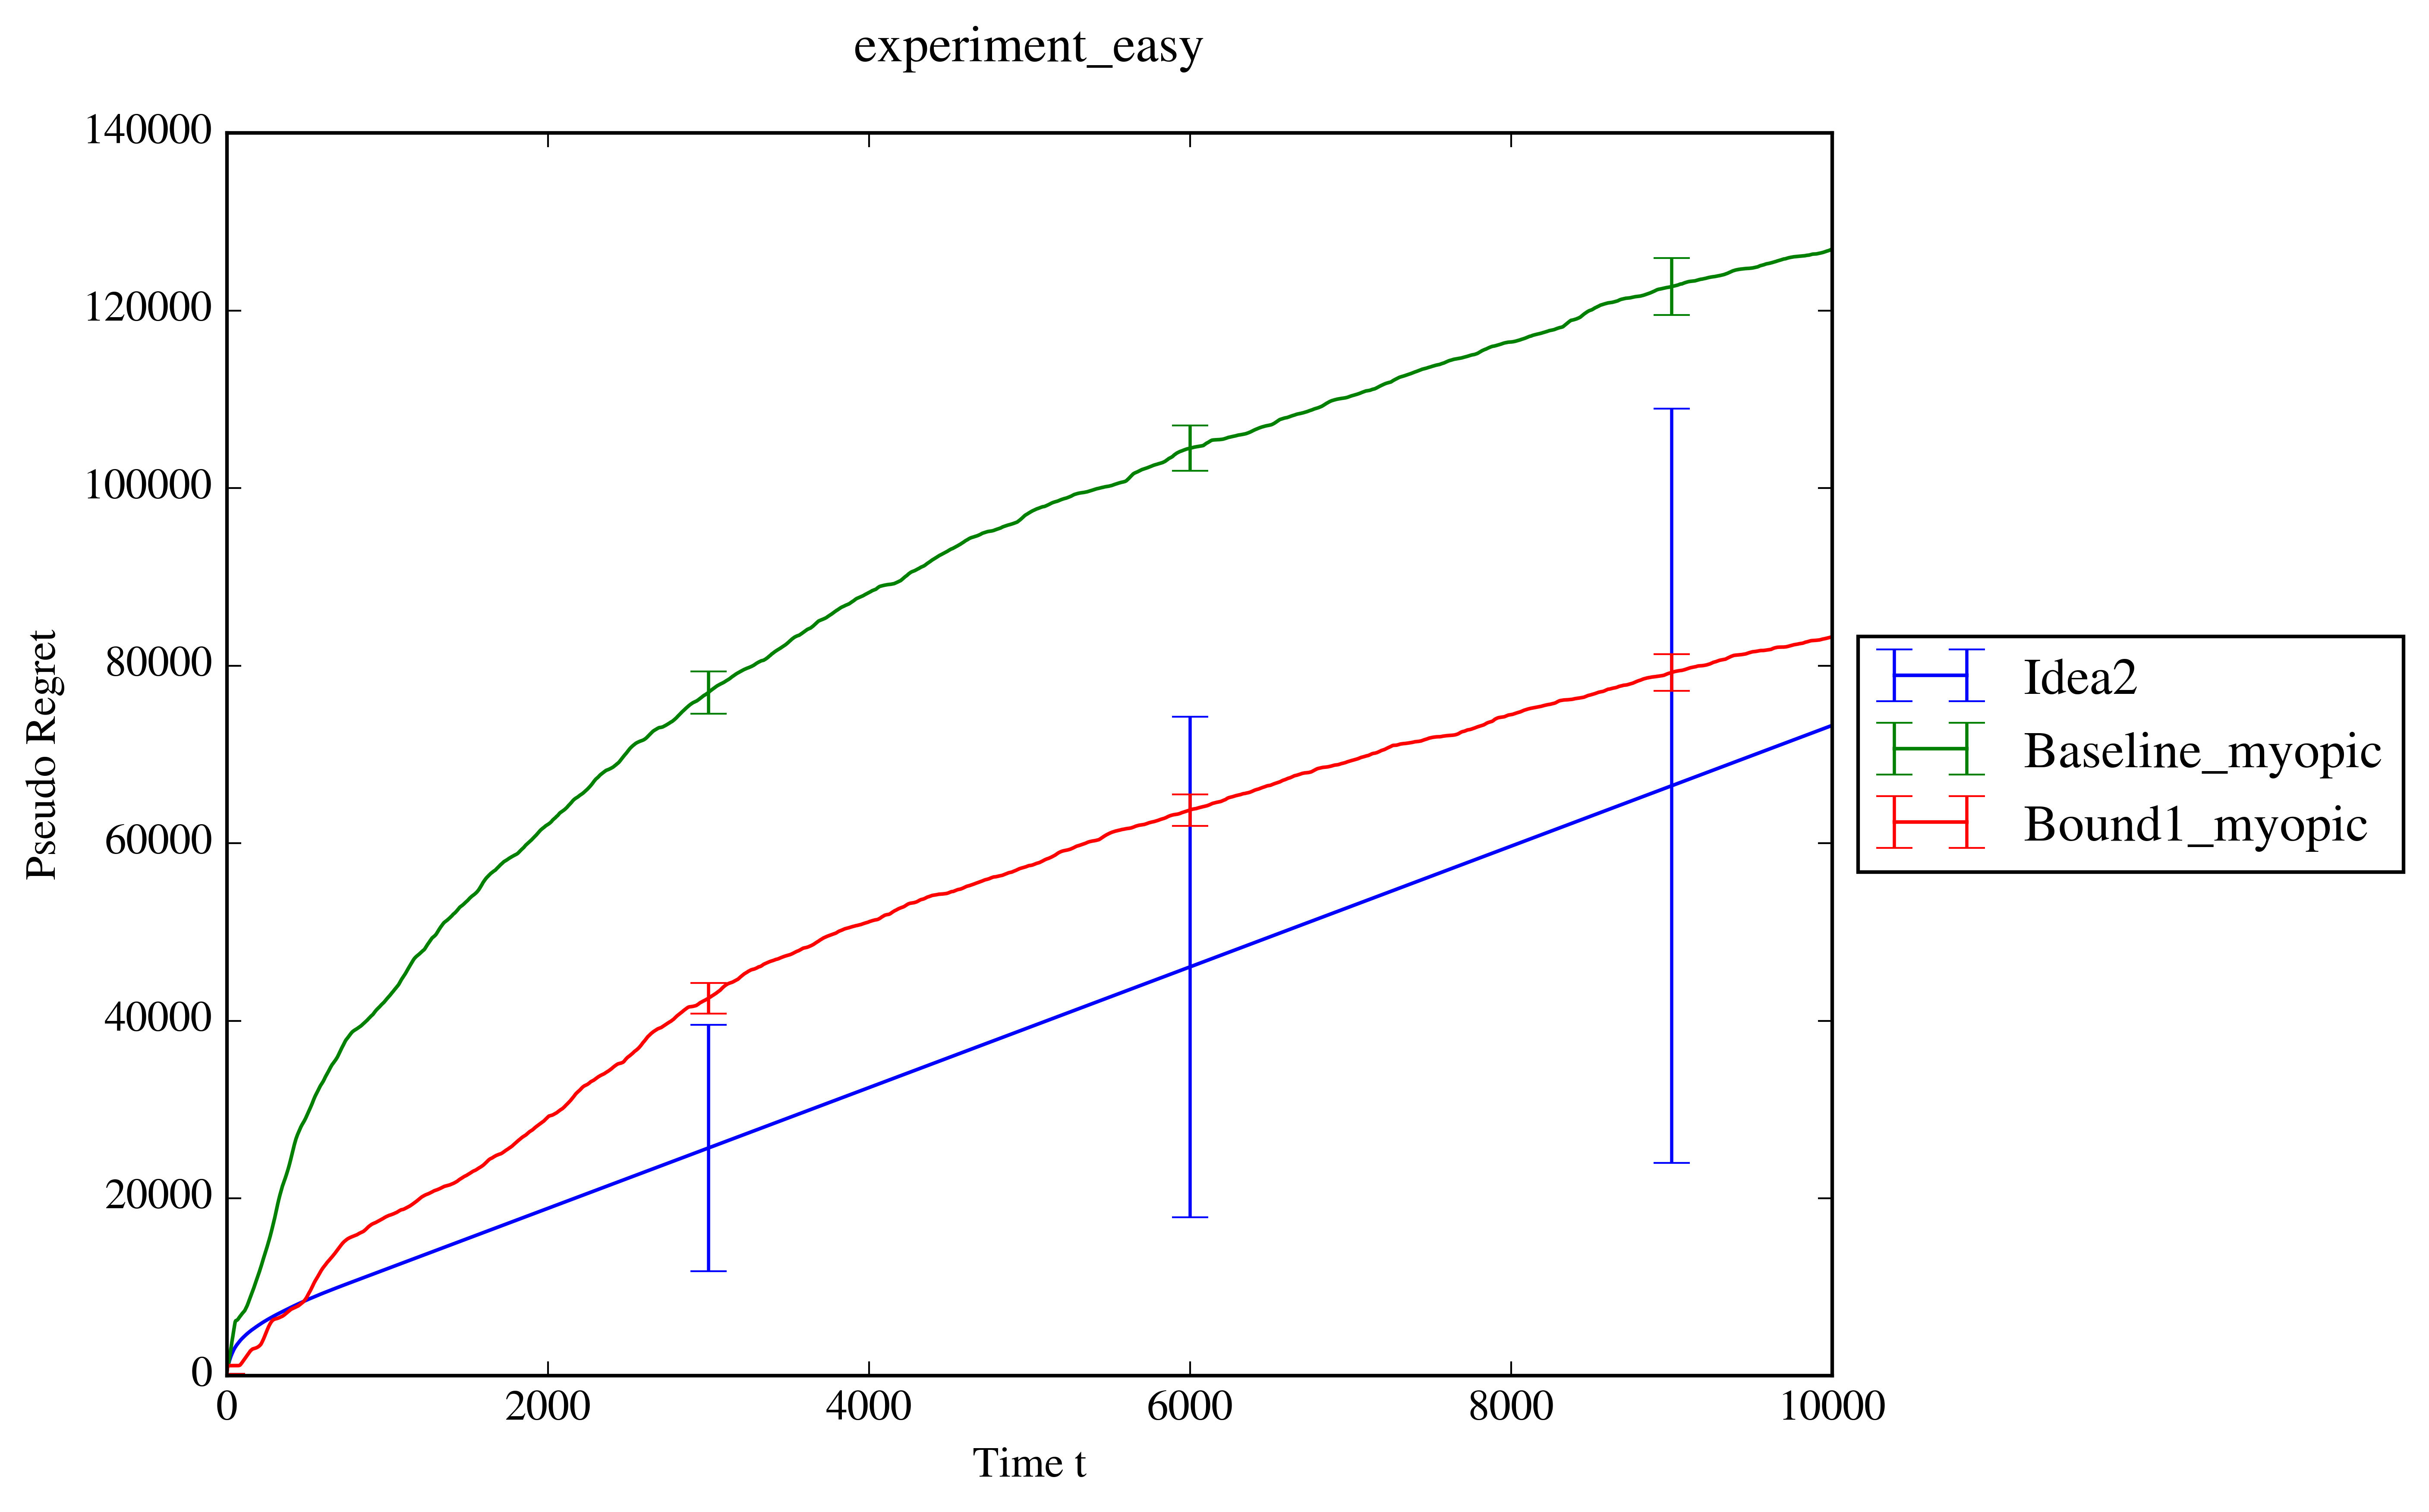 experiment_easy
140000
120000
100000
80000
60000
40000
20000
0
Pseudo Regret
0 2000 4000 6000 8000 10000
Time t
Idea2
Baseline_myopic
Bound1_myopic